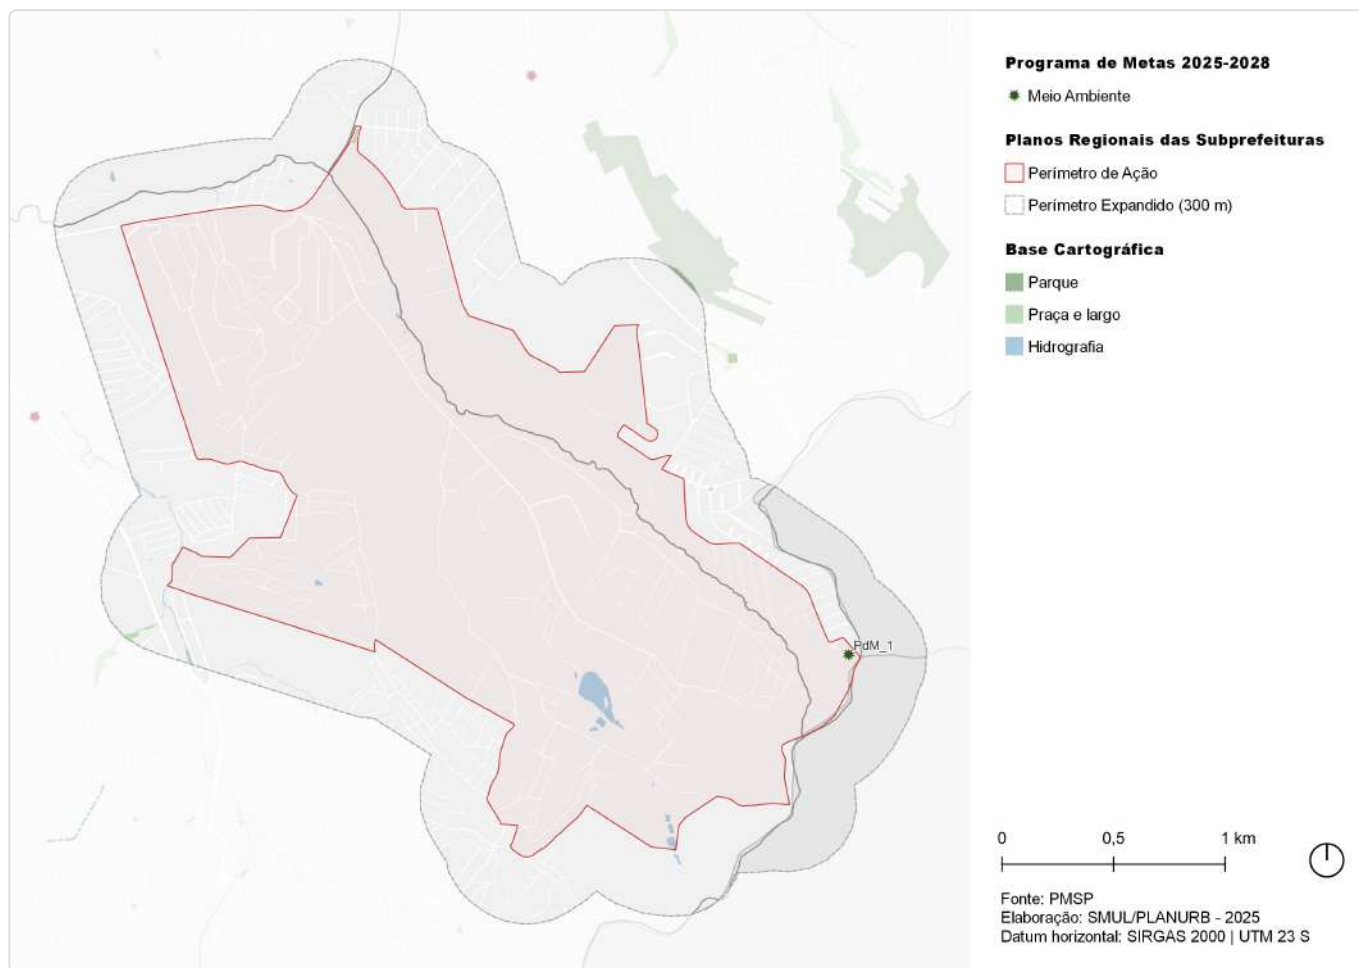 Programa de Metas 2025-2028
Meio Ambiente
Planos Regionais das Subprefeituras
Perímetro de Ação
Perímetro Expandido (300 m)
Base Cartográfica
Parque
Praça e largo
Hidrografia
PdM_1
0 0,5 1 km
Fonte: PMSP
Elaboração: SMUL/PLANURB - 2025
Datum horizontal: SIRGAS 2000 | UTM 23 S